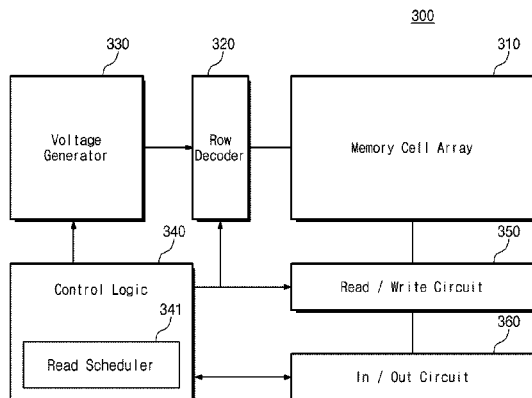 300
330
320
310
Voltage
Generator
Row
Decoder
Memory Cell Array
340
350
Control Logic
Read / Write Circuit
341
360
Read Scheduler
In / Out Circuit